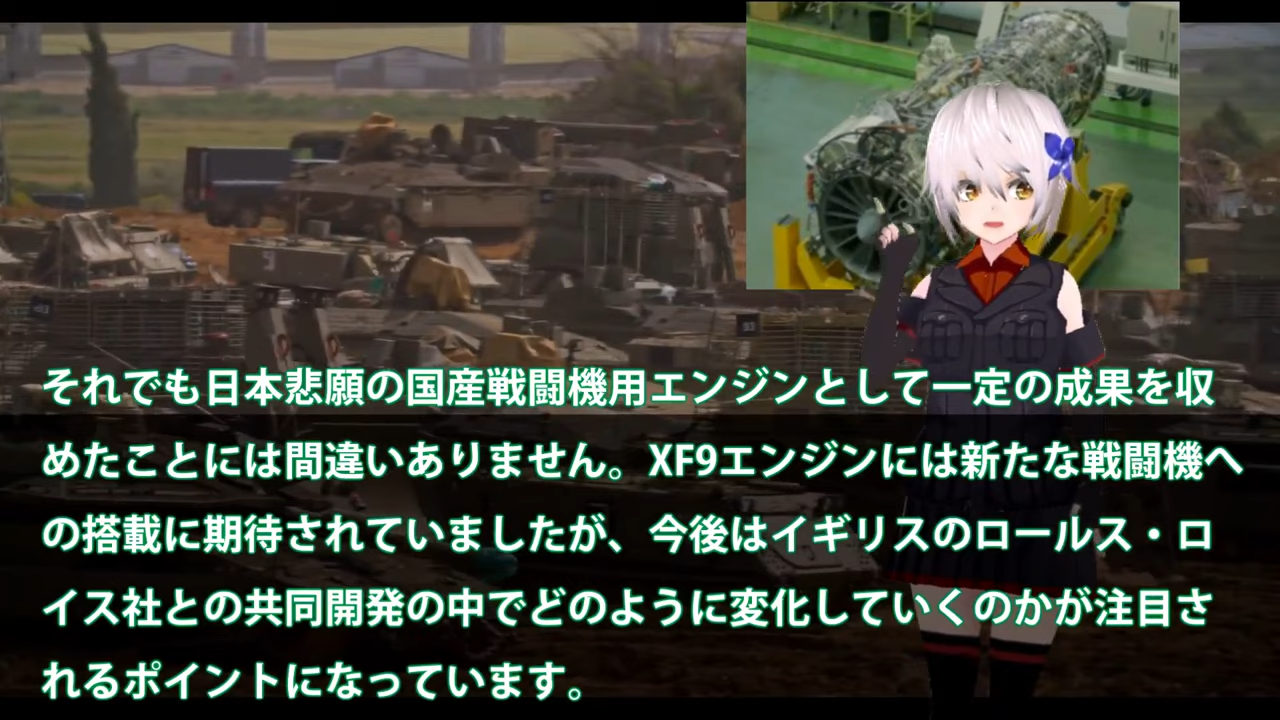 それでも日本悲願の国産戦闘機用エンジンとして一定の成果を収
めたことには間違いありません。XF9エンジンには新たな戦闘機へ
の搭載に期待されていましたが、今後はイギリスのロールス・ロ
イス社との共同開発の中でどのように変化していくのかが注目さ
れるポイントになっています。